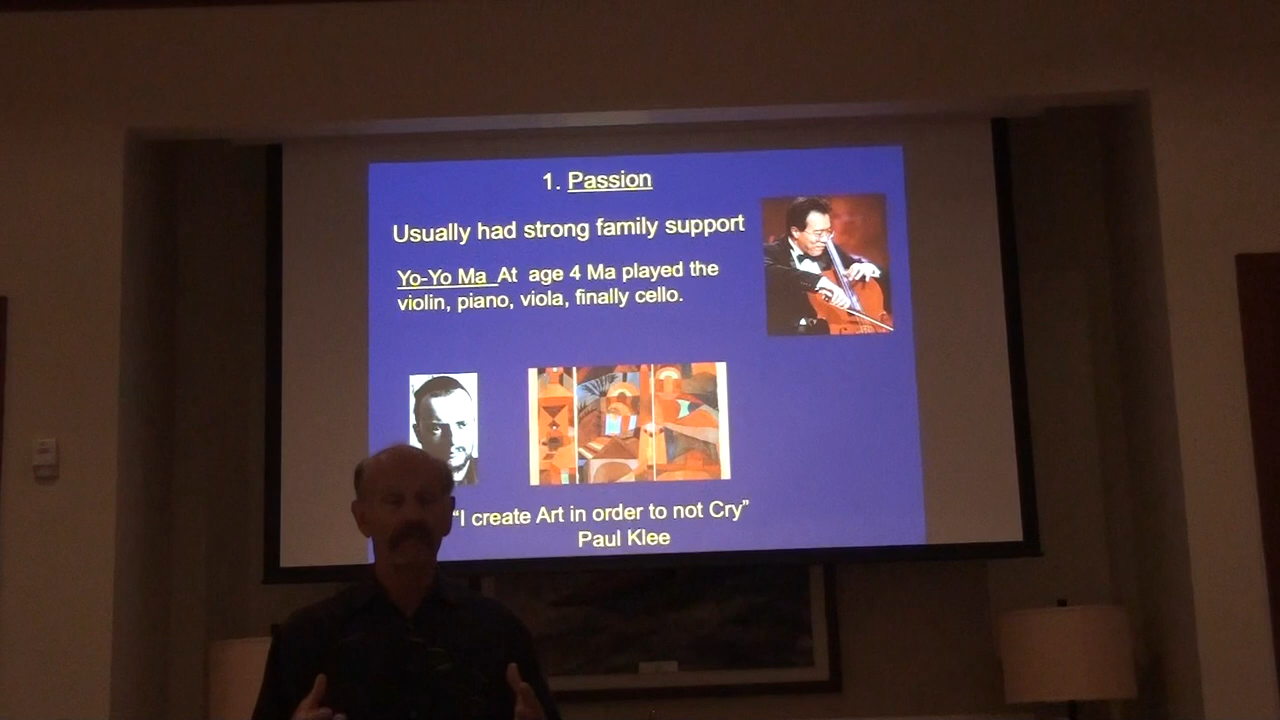 1. Passion
Usually had strong family support
Yo-Yo Ma At age 4 Ma played the
violin, piano, viola, finally cello.
“I create Art in order to not Cry”
Paul Klee